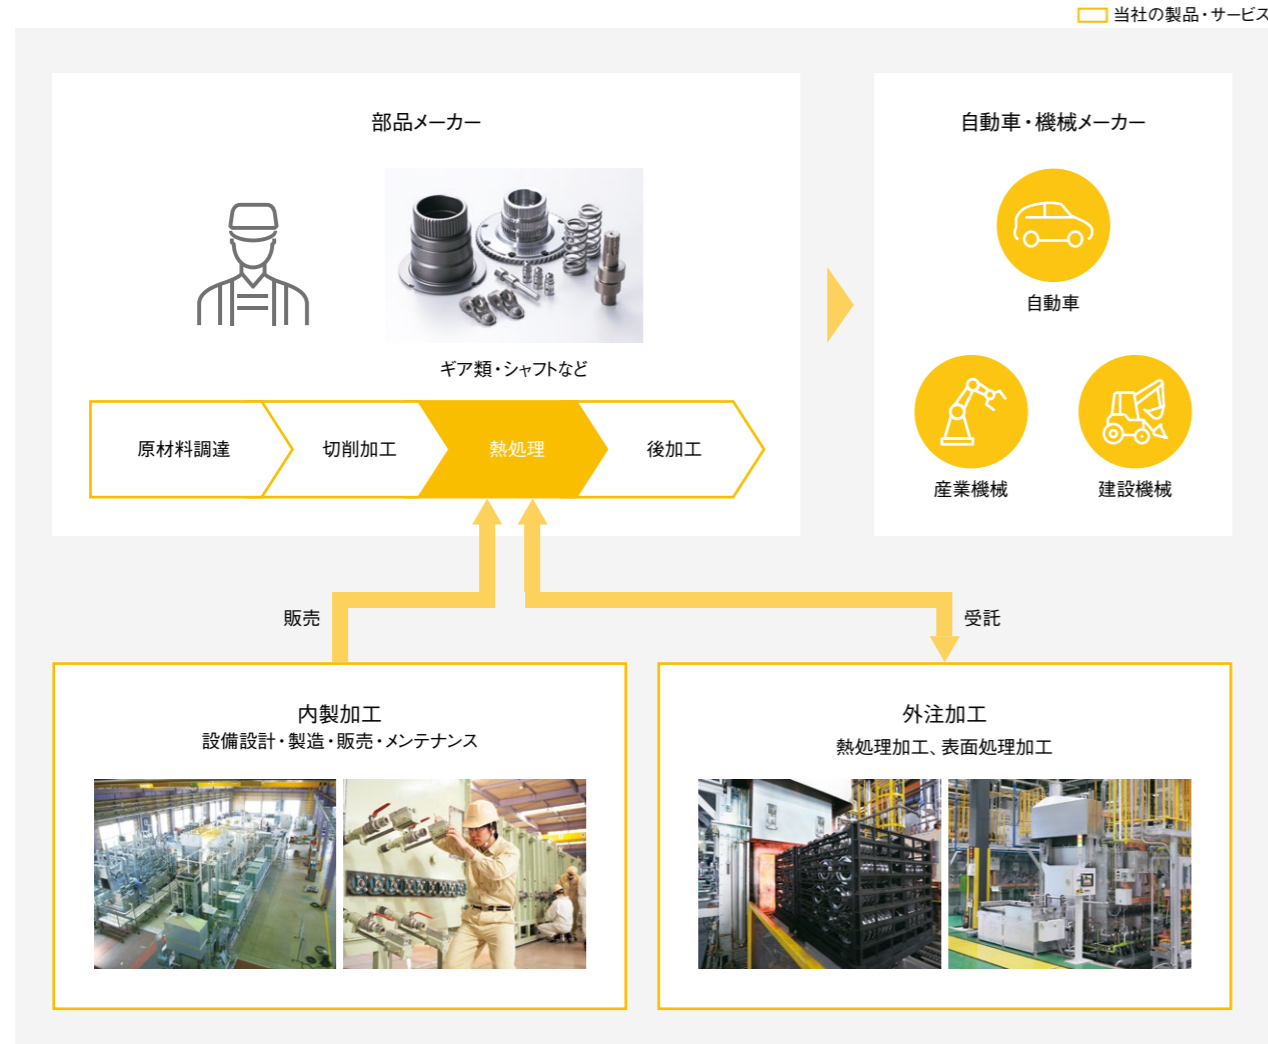 当社の製品・サービス
部品メーカー
ギア類・シャフトなど
原材料調達
切削加工
熱処理
後加工
自動車・機械メーカー
自動車
産業機械
建設機械
販売
受託
内製加工
設備設計・製造・販売・メンテナンス
外注加工
熱処理加工、表面処理加工